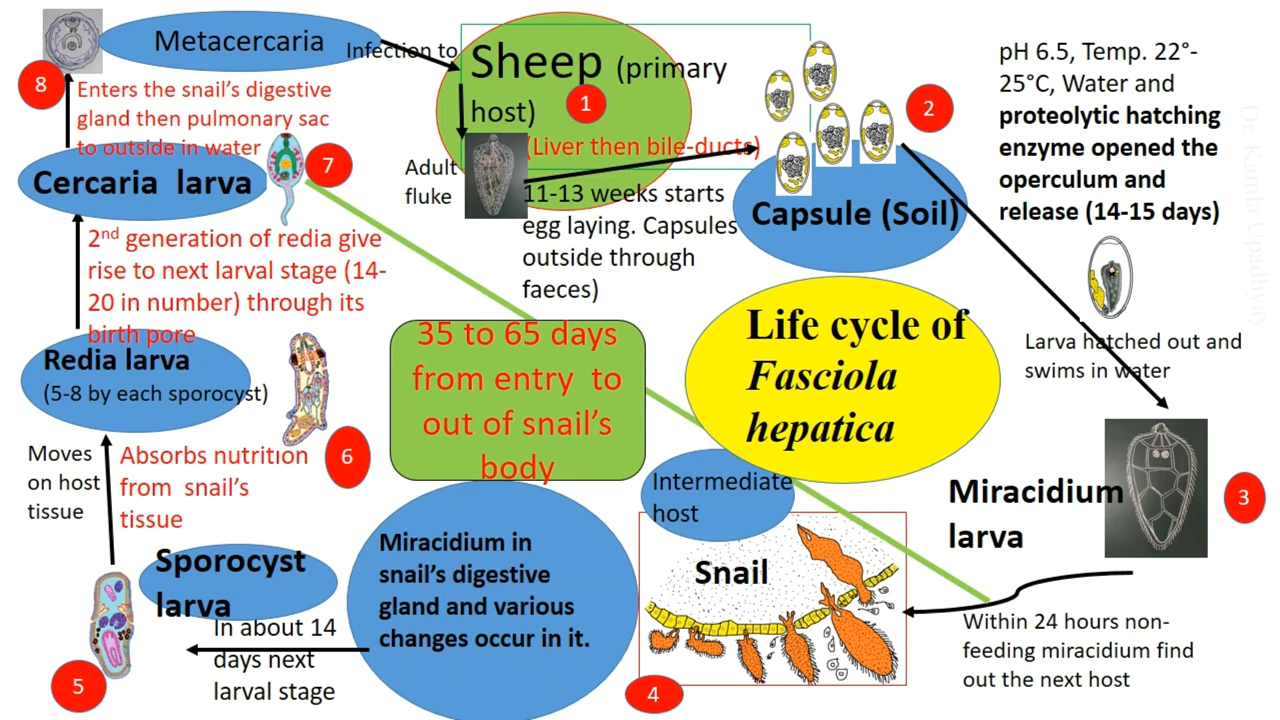 Metacercaria
Infection to
Sheep (primary
host)
1
(Liver then bile-ducts)
Adult
fluke
11-13 weeks starts
egg laying. Capsules
outside through
faeces)
2
Capsule (Soil)
pH 6.5, Temp. 22°-
25°C, Water and
proteolytic hatching
enzyme opened the
operculum and
release (14-15 days)
Larva hatched out and
swims in water
Miracidium
larva
3
Within 24 hours non-
feeding miracidium find
out the next host
Intermediate
host
Snail
4
Miracidium in
snail's digestive
gland and various
changes occur in it.
In about 14
days next
larval stage
Sporocyst
larva
5
Moves
on host
tissue
Absorbs nutrition
from snail's
tissue
6
Redia larva
(5-8 by each sporocyst)
2nd generation of redia give
rise to next larval stage (14-
20 in number) through its
birth pore
Cercaria larva
7
8
Enters the snail's digestive
gland then pulmonary sac
to outside in water
35 to 65 days
from entry to
out of snail's
body
Life cycle of
Fasciola
hepatica
Dr. Kamla Upadhyay